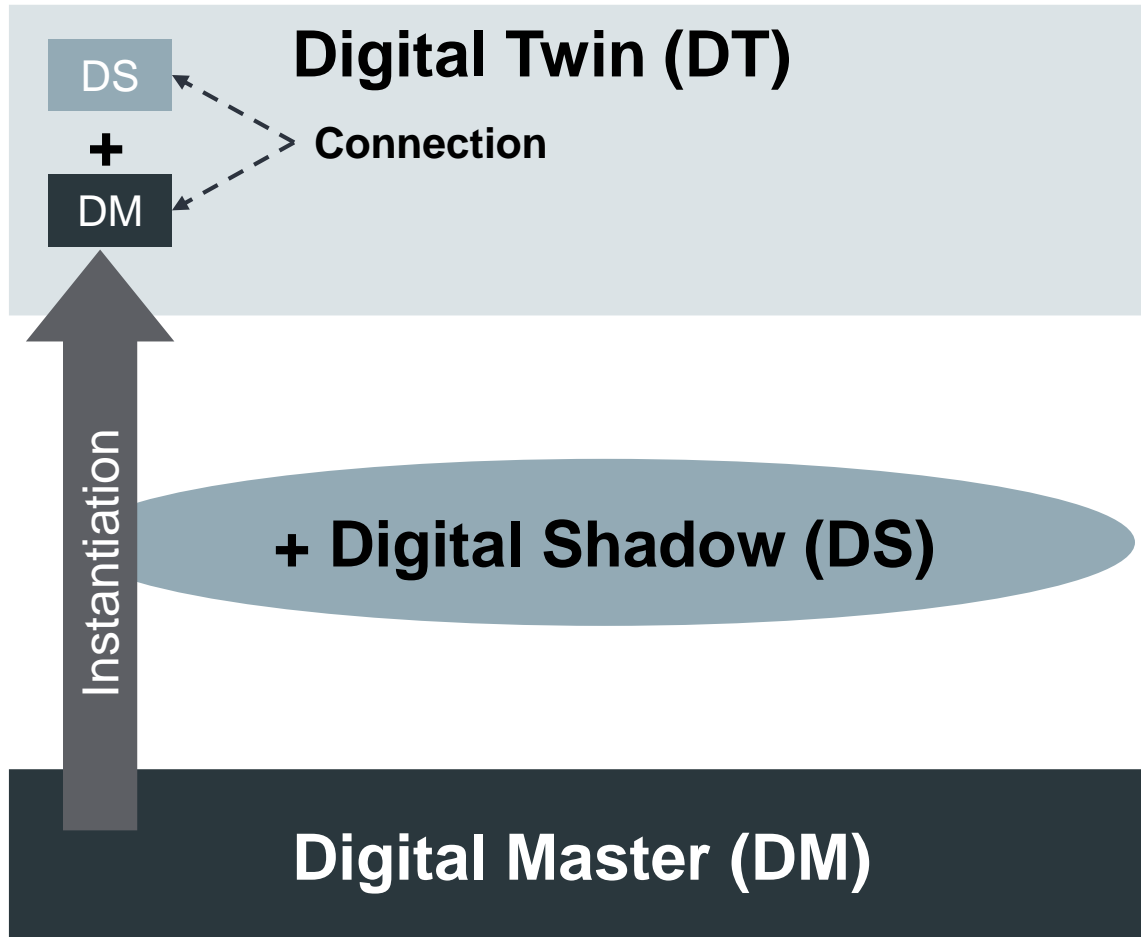 Digital Twin (DT)
DS
+
Connection
DM
Instantiation
+ Digital Shadow (DS)
Digital Master (DM)